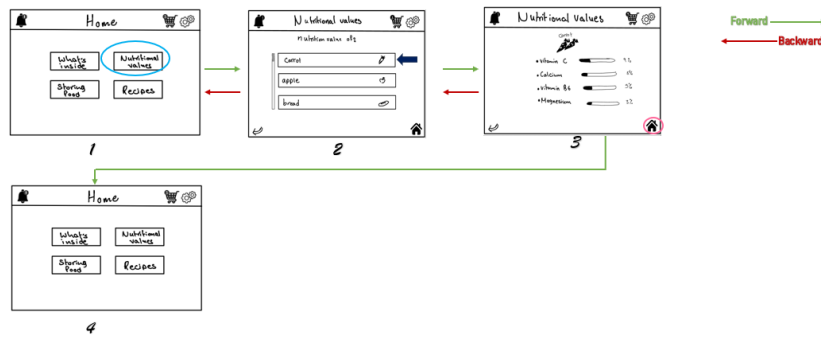 Home
What's inside
Nutritional values
Storing Food
Recipes
1
Nutritional values
Nutrition value of:
Carrot
apple
bread
2
Nutritional values
Carrot
• Vitamin C
• Calcium
• Vitamin B6
• Magnesium
3
Forward
Backward
Home
What's inside
Nutritional values
Storing Food
Recipes
4